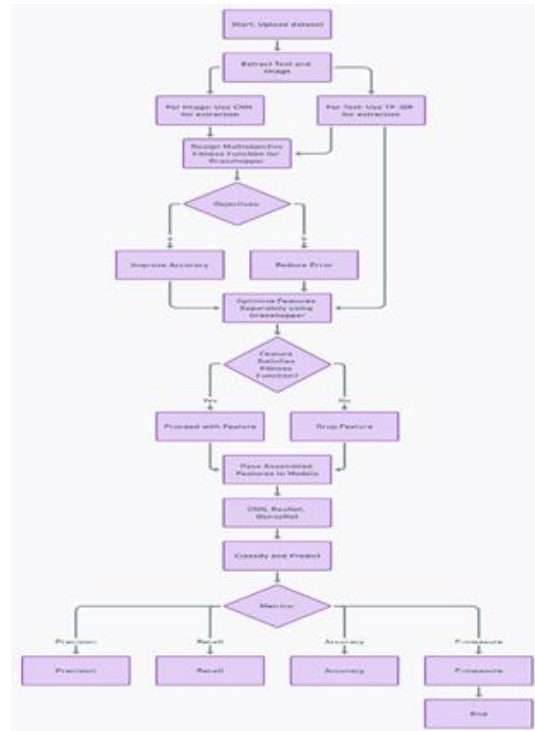 Start: Upload dataset
Extract Text and
Image
For Image: Use CNN
for extraction
For Text: Use TF-IDF
for extraction
Design Multiobjective
Fitness Function for
Grasshopper
Objectives:
Improve Accuracy
Reduce Error
Optimize Features
Separately using
Grasshopper
Feature
Satisfies
Fitness
Function?
Yes
No
Proceed with Feature
Drop Feature
Pass Assembled
Features to Models
CNN, ResNet,
DenseNet
Classify and Predict
Metrics:
Precision
Recall
Accuracy
F-measure
Precision
Recall
Accuracy
F-measure
End